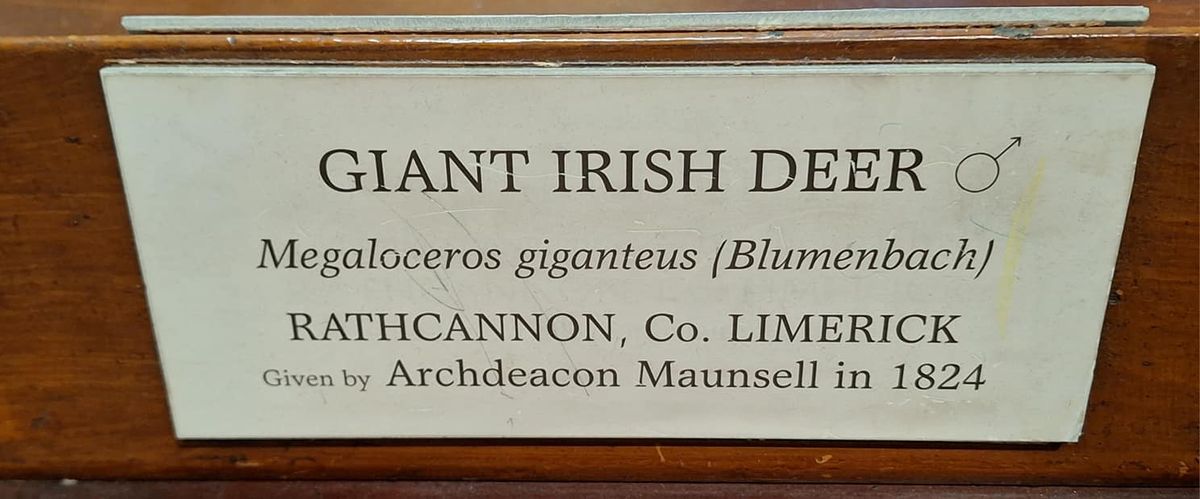 GIANT IRISH DEER ♂
Megaloceros giganteus (Blumenbach)
RATHCANNON, Co. LIMERICK
Given by Archdeacon Maunsell in 1824